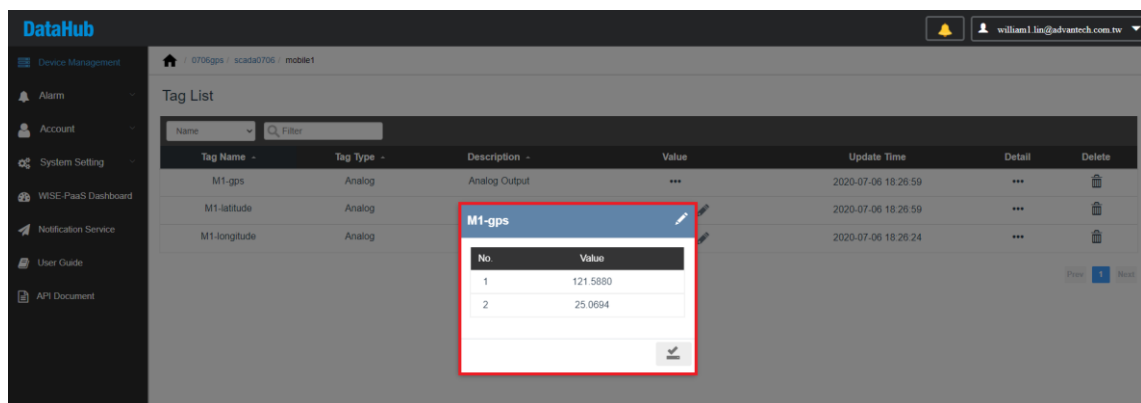 DataHub
william1.lin@advantech.com.tw
Device Management
/ 0706gps / scada0706 / mobile1
Alarm
Tag List
Account
Name
Filter
System Setting
Tag Name
Tag Type
Description
Value
Update Time
Detail
Delete
M1-gps
Analog
Analog Output
•••
2020-07-06 18:26:59
•••
WISE-PaaS Dashboard
M1-latitude
Analog
2020-07-06 18:26:59
•••
Notification Service
M1-longitude
Analog
2020-07-06 18:26:24
•••
User Guide
API Document
M1-gps
No. Value
1 121.5880
2 25.0694
Prev 1 Next